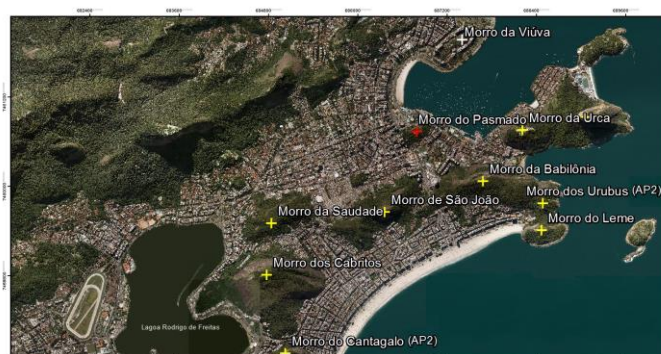 Morro da Viúva
Morro do Pasmado
Morro da Urca
Morro da Babilônia
Morro dos Urubus (AP2)
Morro da Saudade
Morro de São João
Morro do Leme
Morro dos Cabritos
Lagoa Rodrigo de Freitas
Morro do Cantagalo (AP2)